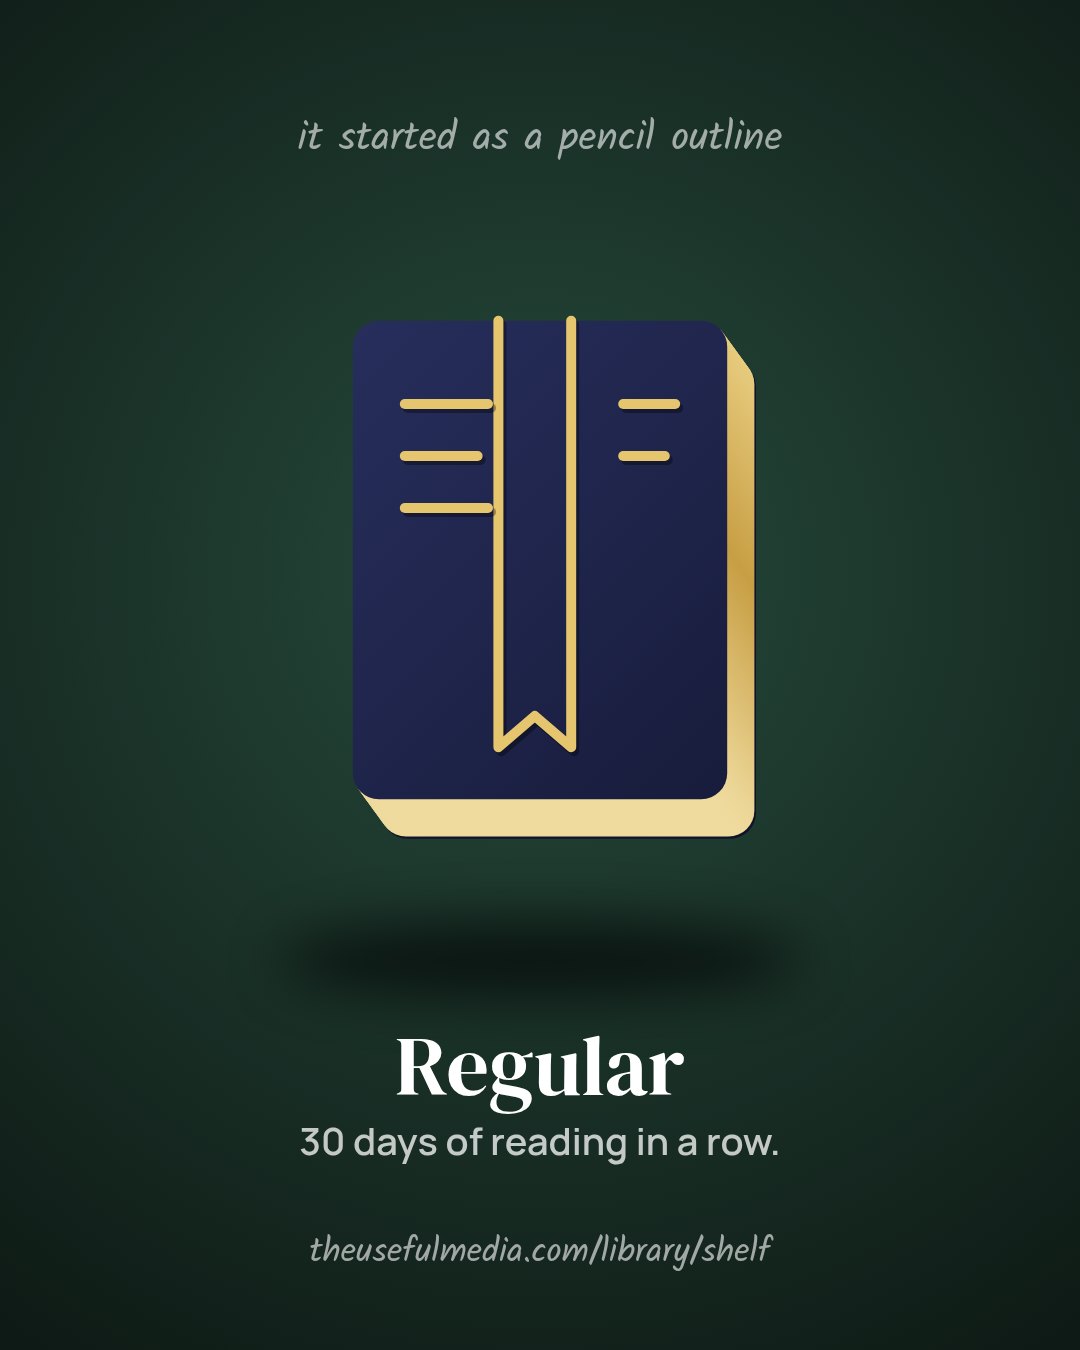 it started as a pencil outline
Regular
30 days of reading in a row.
theusefulmedia.com/library/shelf